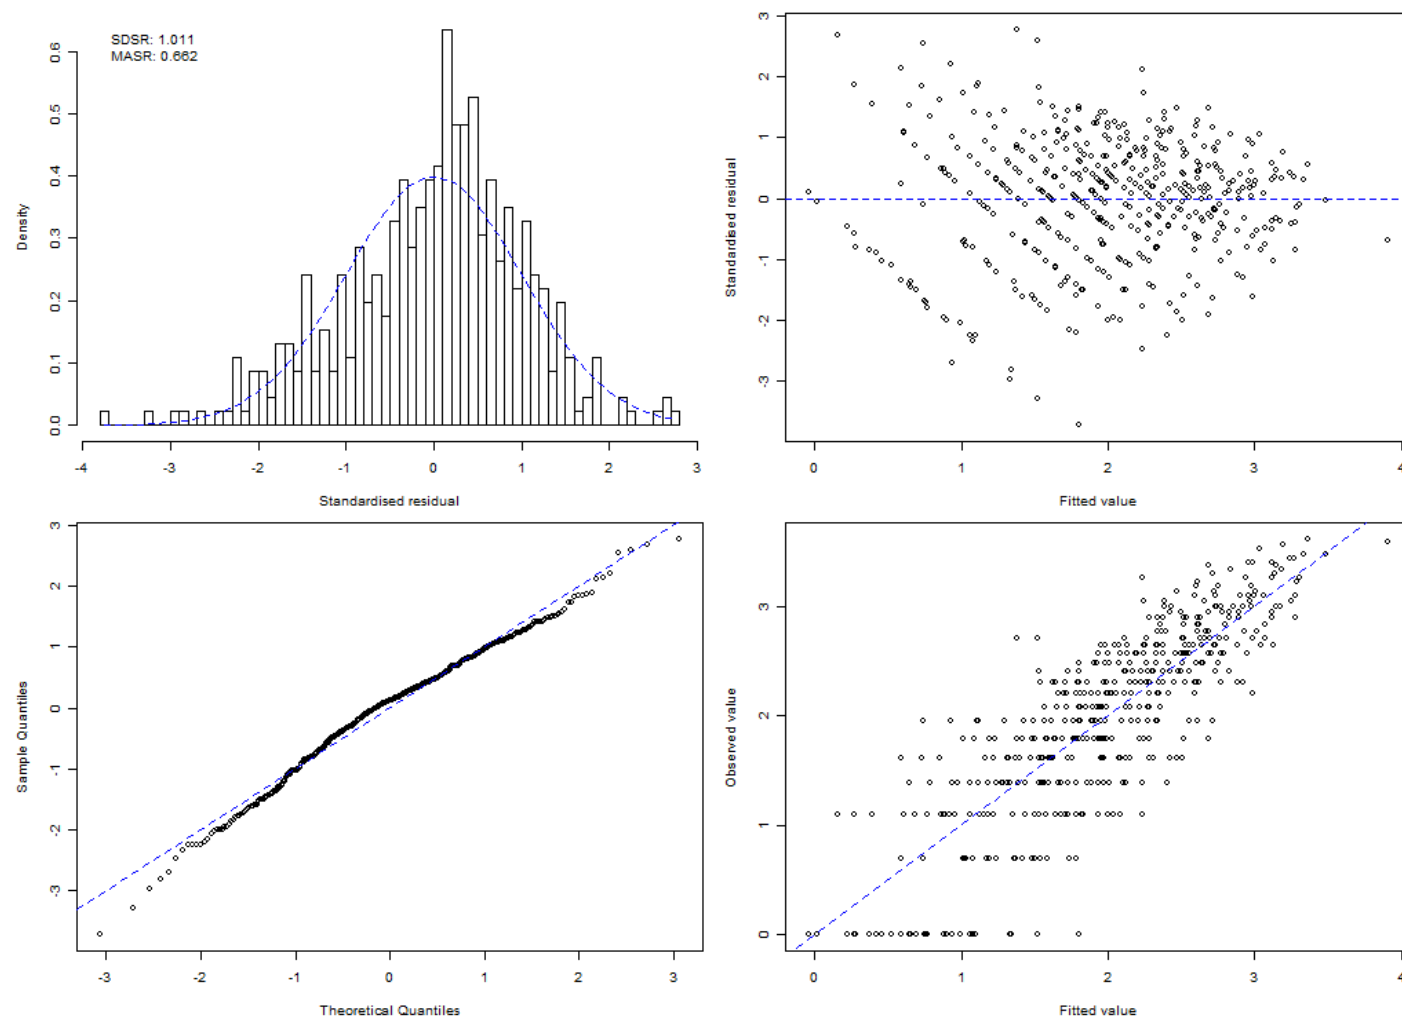 SDSR: 1.011
MASR: 0.662
Density
0.0 0.1 0.2 0.3 0.4 0.5 0.6
-4 -3 -2 -1 0 1 2 3
Standardised residual
Standardised residual
-3 -2 -1 0 1 2 3
0 1 2 3 4
Fitted value
Sample Quantiles
-3 -2 -1 0 1 2 3
-3 -2 -1 0 1 2 3
Theoretical Quantiles
Observed value
0 1 2 3
0 1 2 3 4
Fitted value